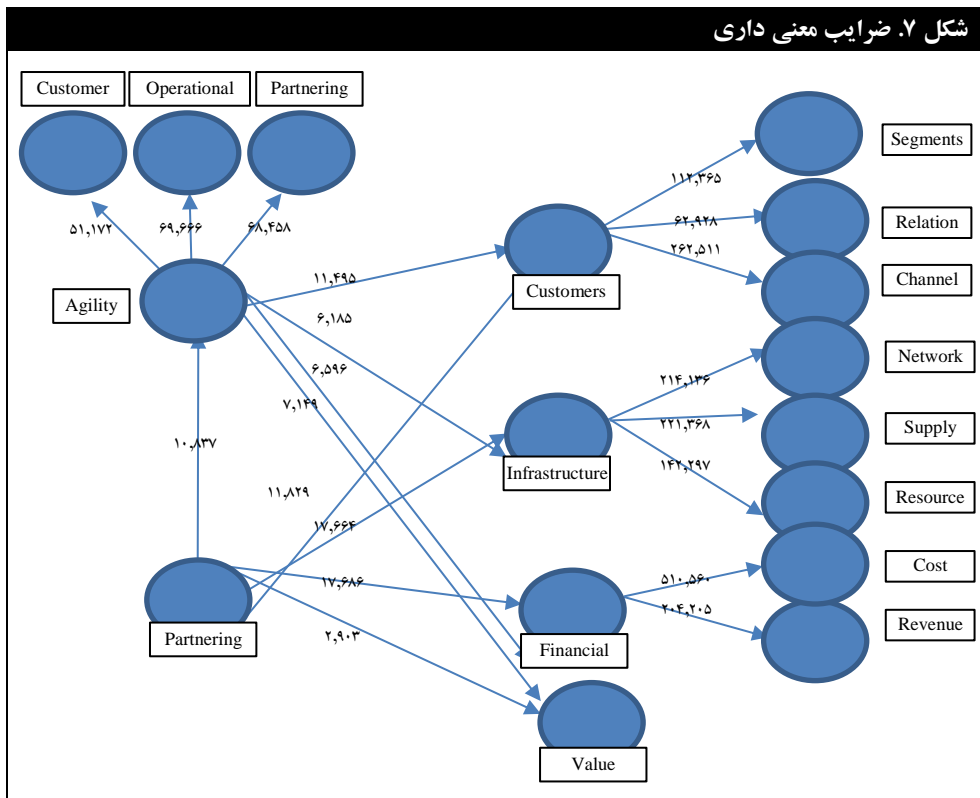 شکل ۷. ضرایب معنی داری
Customer
Operational
Partnering
Segments
۱۱۲,۳۶۵
۵۱,۱۷۲
۶۹,۶۶۶
۶۸,۴۵۸
۶۲,۹۲۸
Relation
۲۶۲,۵۱۱
Agility
۱۱,۴۹۵
Customers
Channel
۶,۱۸۵
۶,۵۹۶
۷,۱۴۹
Network
۲۱۴,۱۳۶
۲۲۱,۳۶۸
Supply
۱۰,۸۳۷
Infrastructure
۱۴۲,۲۹۷
۱۱,۸۲۹
Resource
۱۷,۶۶۴
۱۷,۶۸۶
۵۱۰,۵۶۰
Cost
۲۰۴,۲۰۵
Revenue
Partnering
۲,۹۰۳
Financial
Value